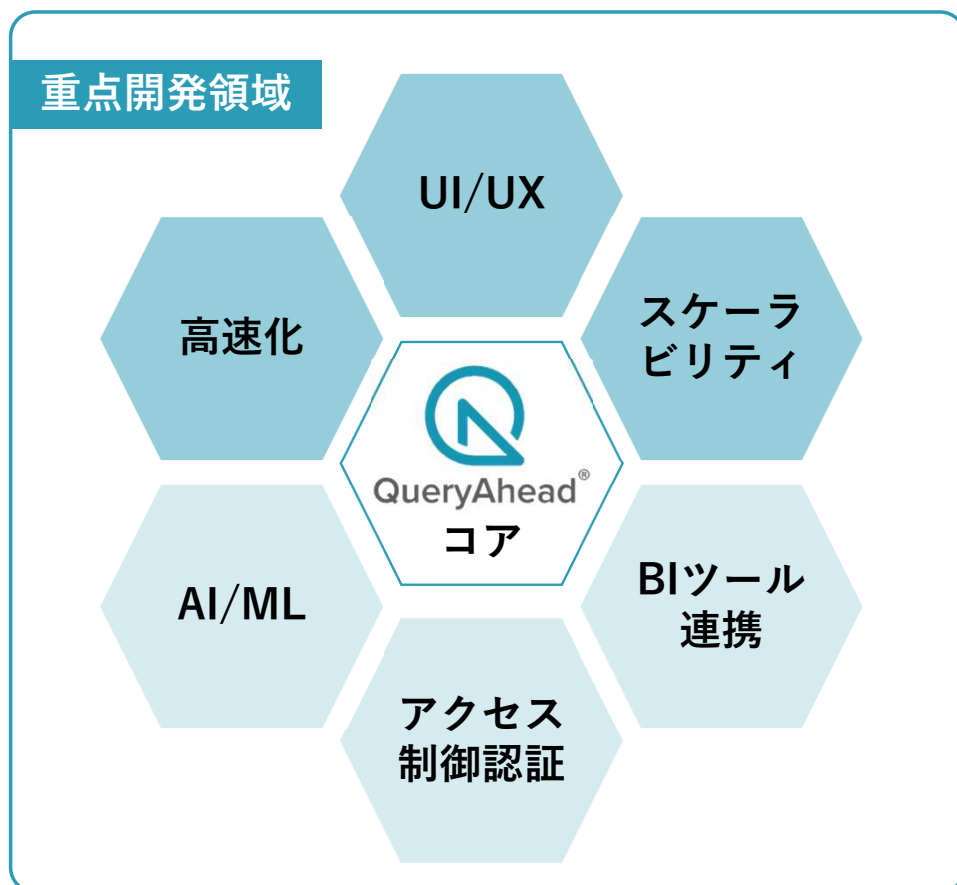 重点開発領域
UI/UX
高速化
スケーラ
ビリティ
QueryAhead®
コア
AI/ML
BIツール
連携
アクセス
制御認証